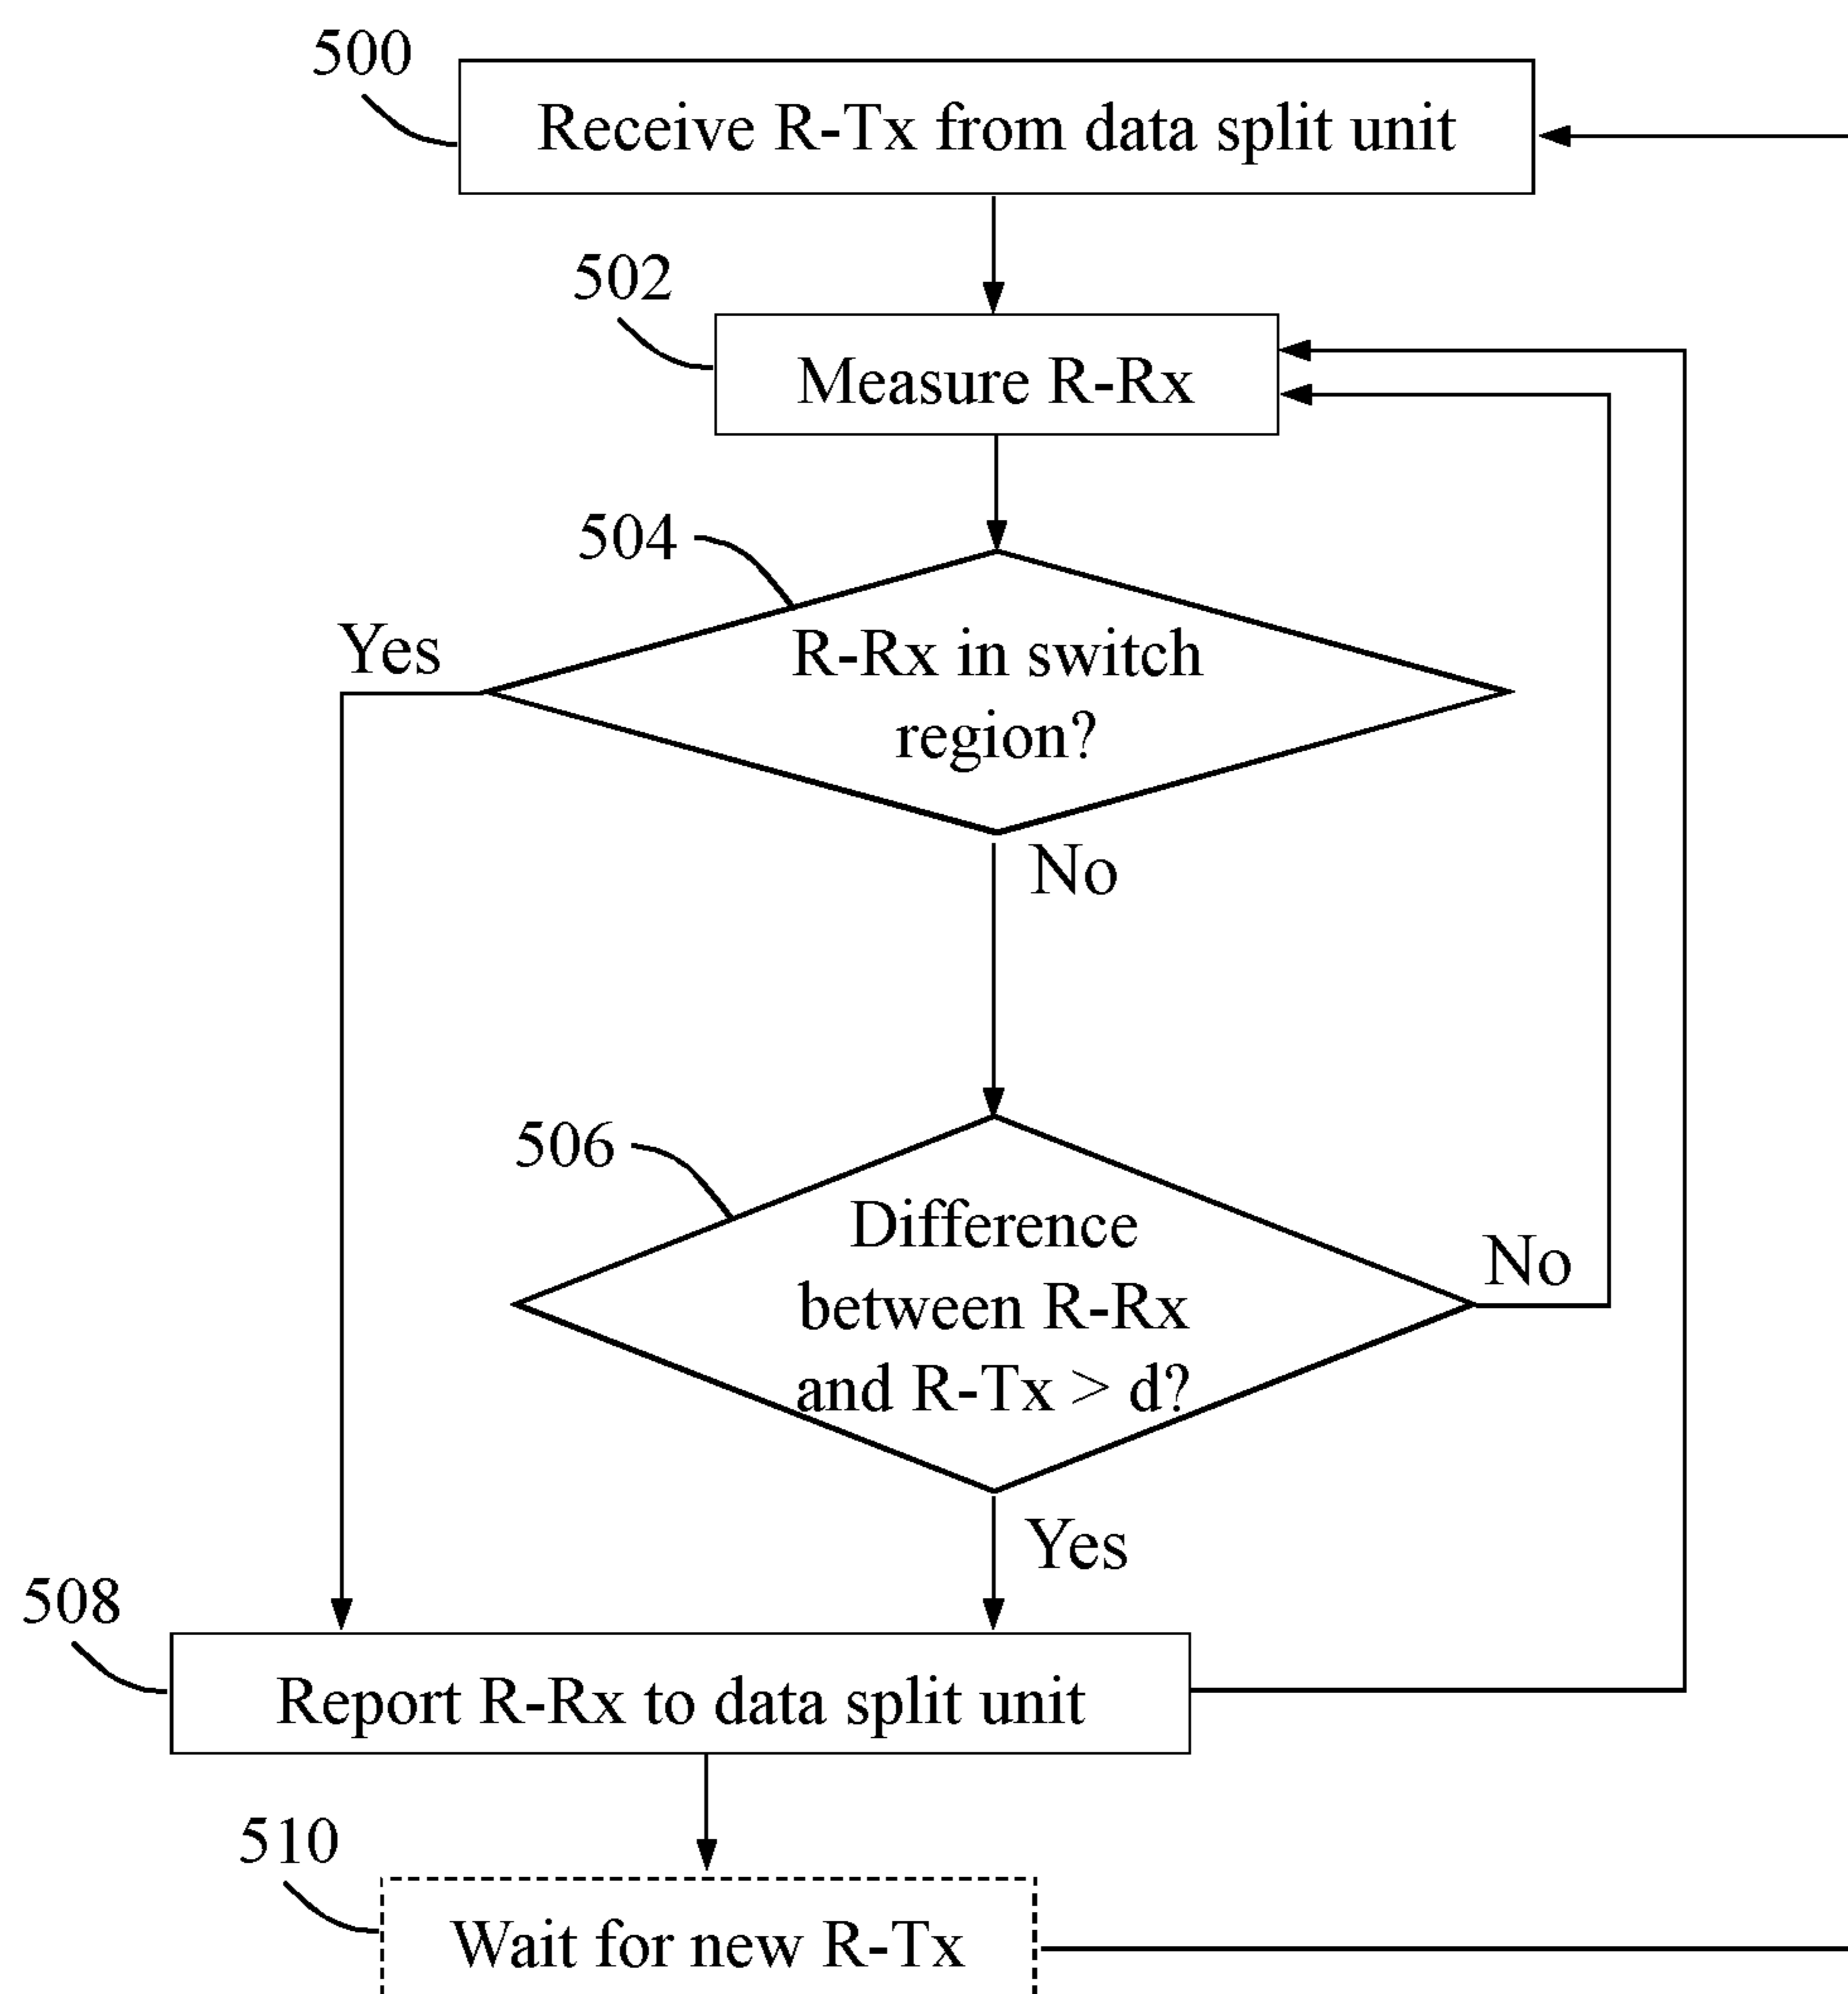 500
Receive R-Tx from data split unit
502
Measure R-Rx
504
Yes
R-Rx in switch
region?
No
506
Difference
between R-Rx
and R-Tx > d?
No
Yes
508
Report R-Rx to data split unit
510
Wait for new R-Tx